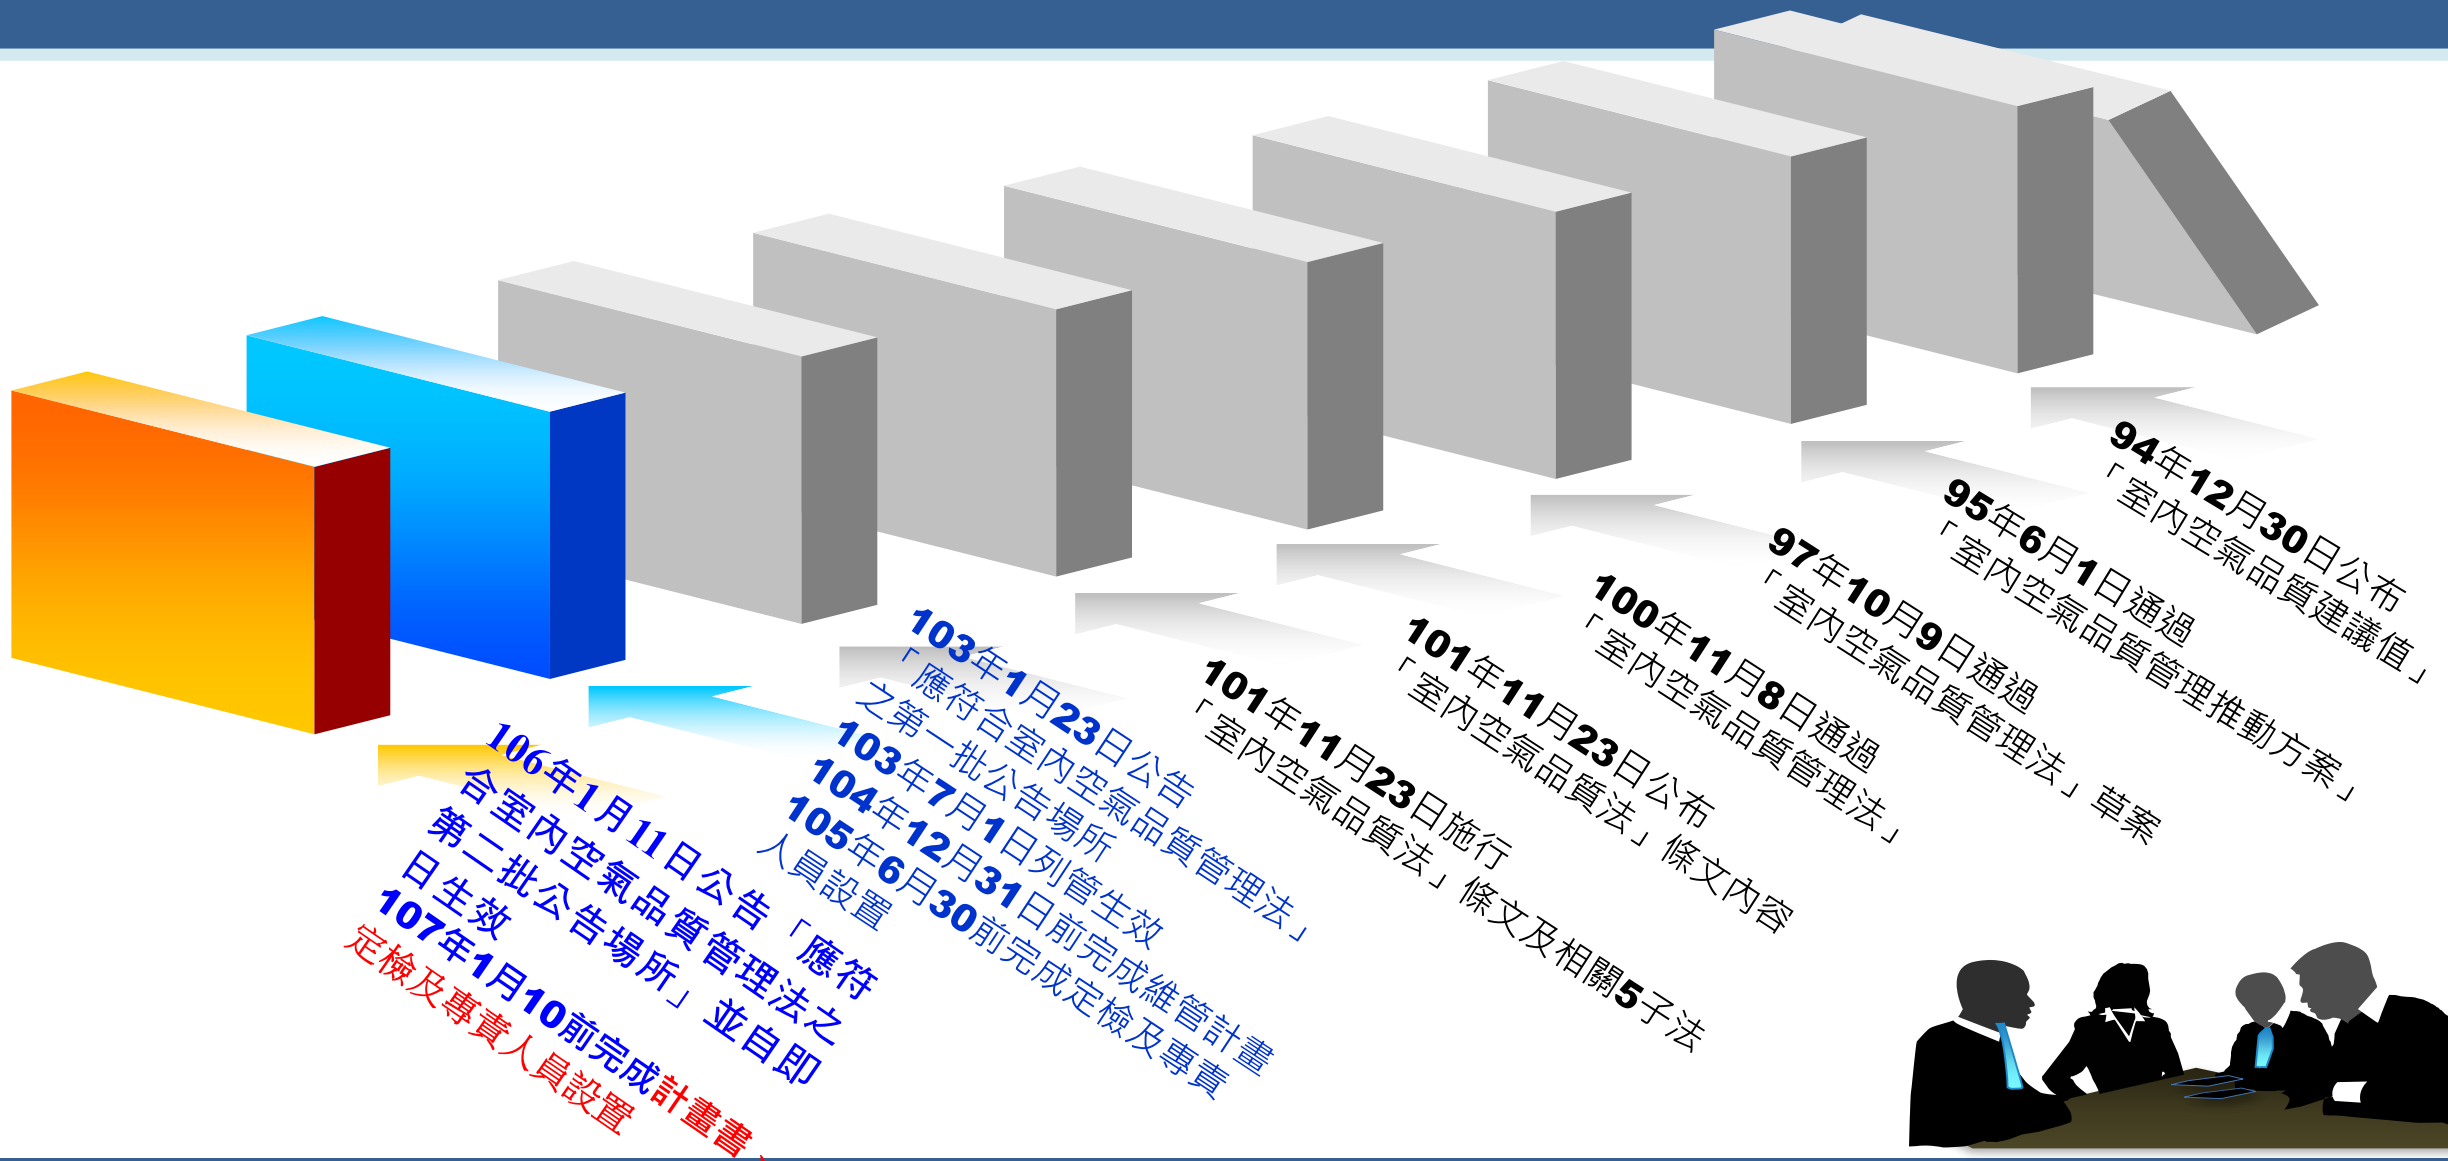 94年12月30日公布
「室內空氣品質建議值」
95年6月1日通過
「室內空氣品質管理推動方案」
97年10月9日通過
「室內空氣品質管理法」草案
100年11月8日通過
「室內空氣品質管理法」
101年11月23日公布
「室內空氣品質法」條文內容
101年11月23日施行
「室內空氣品質法」條文及相關5子法
103年1月23日公告
「應符合室內空氣品質管理法」
之第一批公告場所
103年7月1日列管生效
104年12月31日前完成維管計畫
105年6月30前完成定檢及專責
人員設置
106年1月11日公告「應符
合室內空氣品質管理法之
第二批公告場所」並自即
日生效
107年1月10前完成計畫書、
定檢及專責人員設置